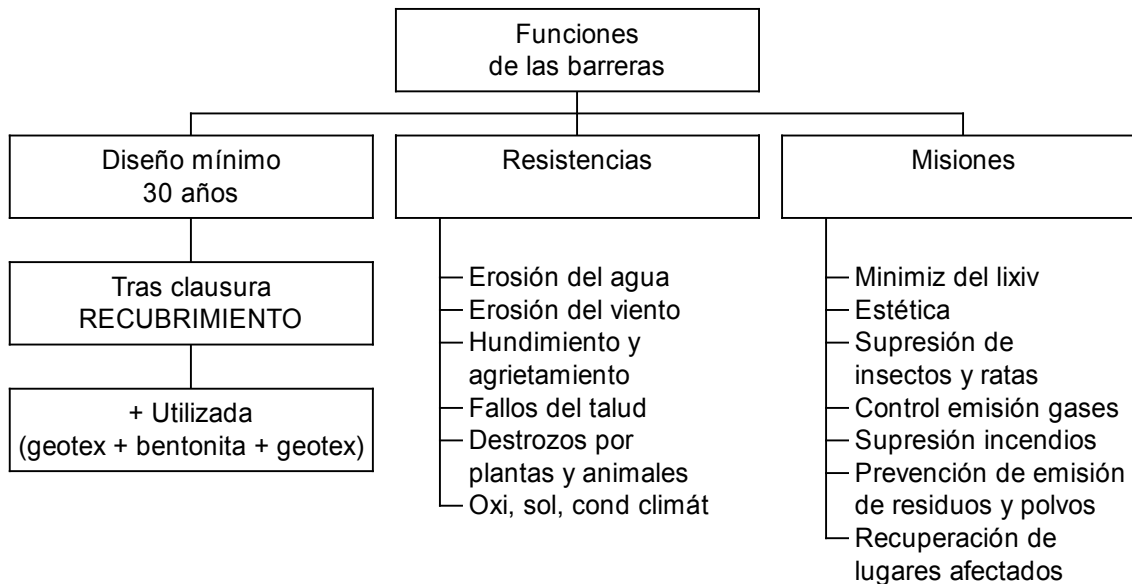 Funciones
de las barreras
Diseño mínimo
30 años
Tras clausura
RECUBRIMIENTO
+ Utilizada
(geotex + bentonita + geotex)
Resistencias
Erosión del agua
Erosión del viento
Hundimiento y
agrietamiento
Fallos del talud
Destrozos por
plantas y animales
Oxi, sol, cond climát
Misiones
Minimiz del lixiv
Estética
Supresión de
insectos y ratas
Control emisión gases
Supresión incendios
Prevención de emisión
de residuos y polvos
Recuperación de
lugares afectados